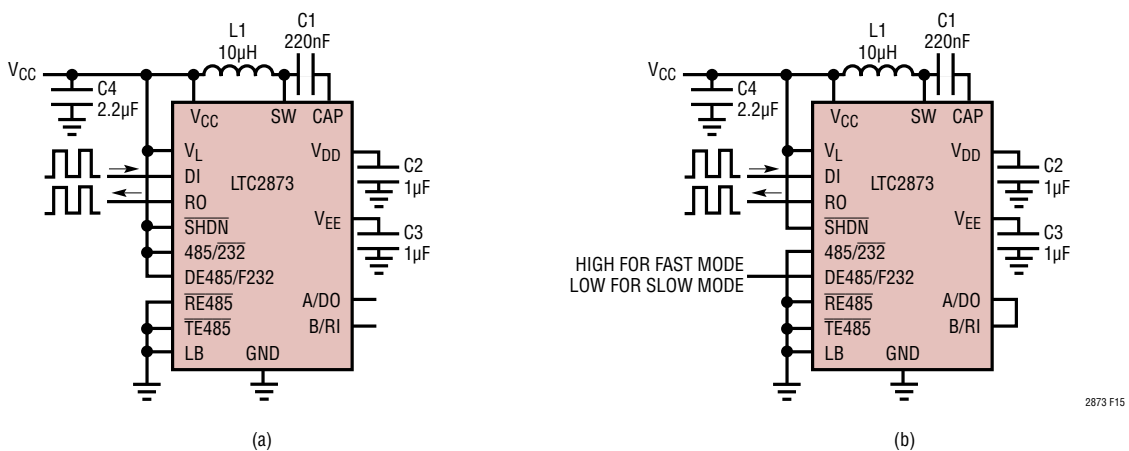 L1
10µH
C1
220nF
VCC
C4
2.2µF
VCC
SW
CAP
VL
DI
RO
SHDN
485/232
DE485/F232
RE485
TE485
LB
GND
LTC2873
VDD
VEE
A/DO
B/RI
C2
1µF
C3
1µF
(a)
L1
10µH
C1
220nF
VCC
C4
2.2µF
VCC
SW
CAP
VL
DI
RO
SHDN
485/232
DE485/F232
RE485
TE485
LB
GND
LTC2873
VDD
VEE
A/DO
B/RI
C2
1µF
C3
1µF
HIGH FOR FAST MODE
LOW FOR SLOW MODE
(b)
2873 F15